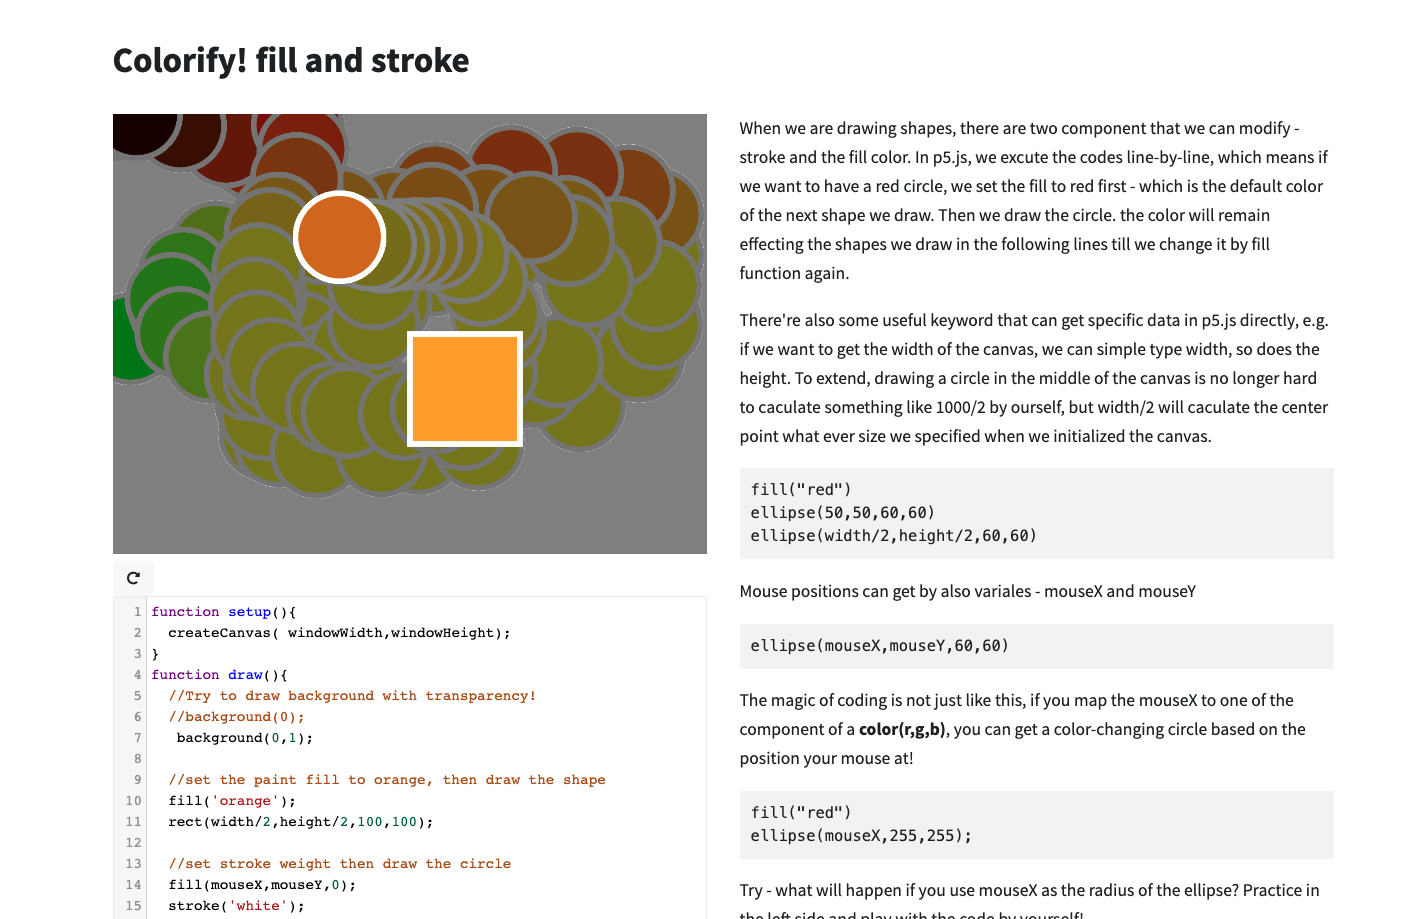 Colorify! fill and stroke
When we are drawing shapes, there are two component that we can modify -
stroke and the fill color. In p5.js, we excute the codes line-by-line, which means if
we want to have a red circle, we set the fill to red first - which is the default color
of the next shape we draw. Then we draw the circle. the color will remain
effecting the shapes we draw in the following lines till we change it by fill
function again.
There're also some useful keyword that can get specific data in p5.js directly, e.g.
if we want to get the width of the canvas, we can simple type width, so does the
height. To extend, drawing a circle in the middle of the canvas is no longer hard
to caculate something like 1000/2 by ourself, but width/2 will caculate the center
point what ever size we specified when we initialized the canvas.
fill("red")
ellipse(50,50,60,60)
ellipse(width/2,height/2,60,60)
Mouse positions can get by also variales - mouseX and mouseY
ellipse(mouseX,mouseY,60,60)
The magic of coding is not just like this, if you map the mouseX to one of the
component of a color(r,g,b), you can get a color-changing circle based on the
position your mouse at!
fill("red")
ellipse(mouseX,255,255);
Try - what will happen if you use mouseX as the radius of the ellipse? Practice in
the left side and play with the code by yourself!
1 function setup(){
2 createCanvas( windowWidth,windowHeight);
3 }
4 function draw(){
5 //Try to draw background with transparency!
6 //background(0);
7 background(0,1);
8
9 //set the paint fill to orange, then draw the shape
10 fill('orange');
11 rect(width/2,height/2,100,100);
12
13 //set stroke weight then draw the circle
14 fill(mouseX,mouseY,0);
15 stroke('white');